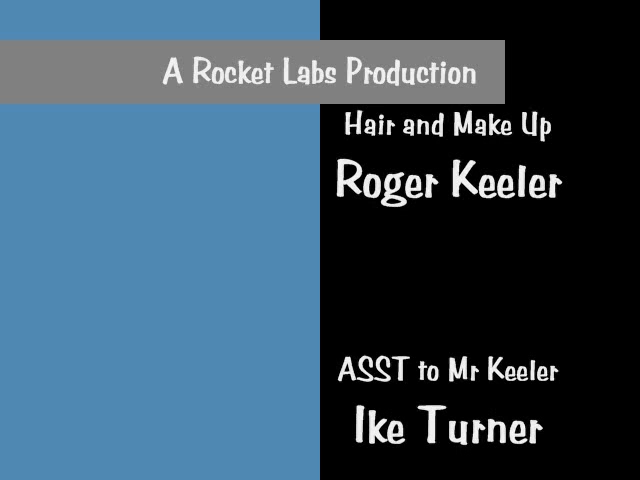 A Rocket Labs Production
Hair and Make Up
Roger Keeler
ASST to Mr Keeler
Ike Turner